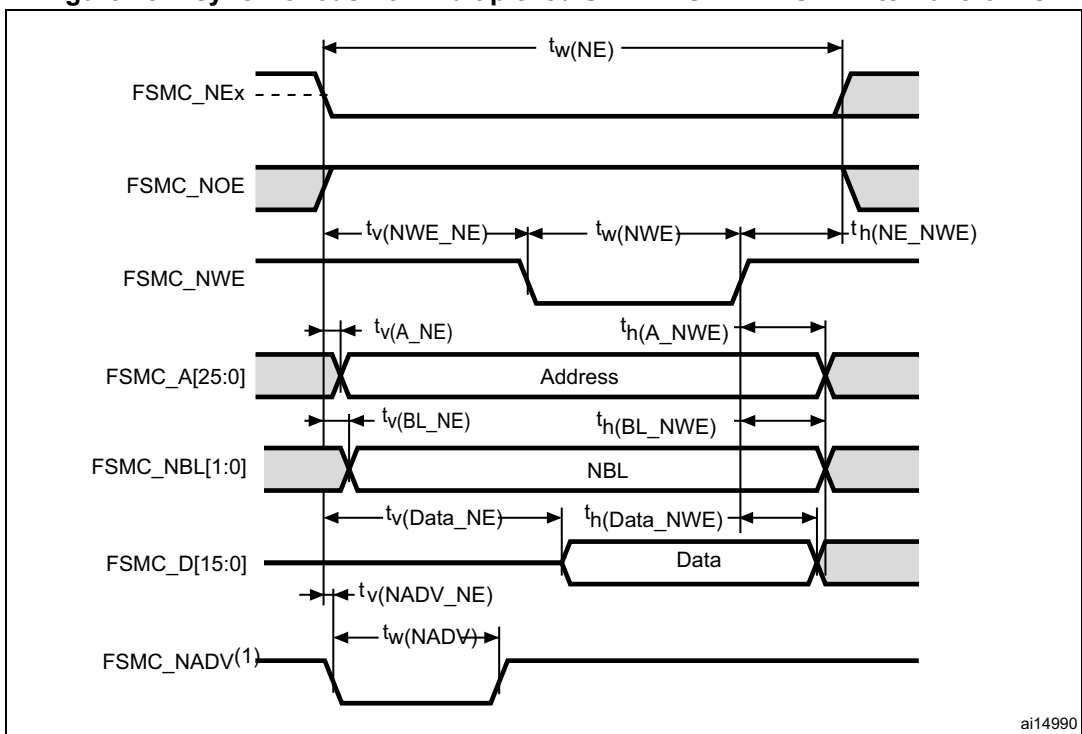 tw(NE)
FSMC_NEx
FSMC_NOE
tv(NWE_NE) tw(NWE) th(NE_NWE)
FSMC_NWE
tv(A_NE) th(A_NWE)
FSMC_A[25:0] Address
tv(BL_NE) th(BL_NWE)
FSMC_NBL[1:0] NBL
tv(Data_NE) th(Data_NWE)
FSMC_D[15:0] Data
tv(NADV_NE)
tw(NADV)
FSMC_NADV(1)
ai14990